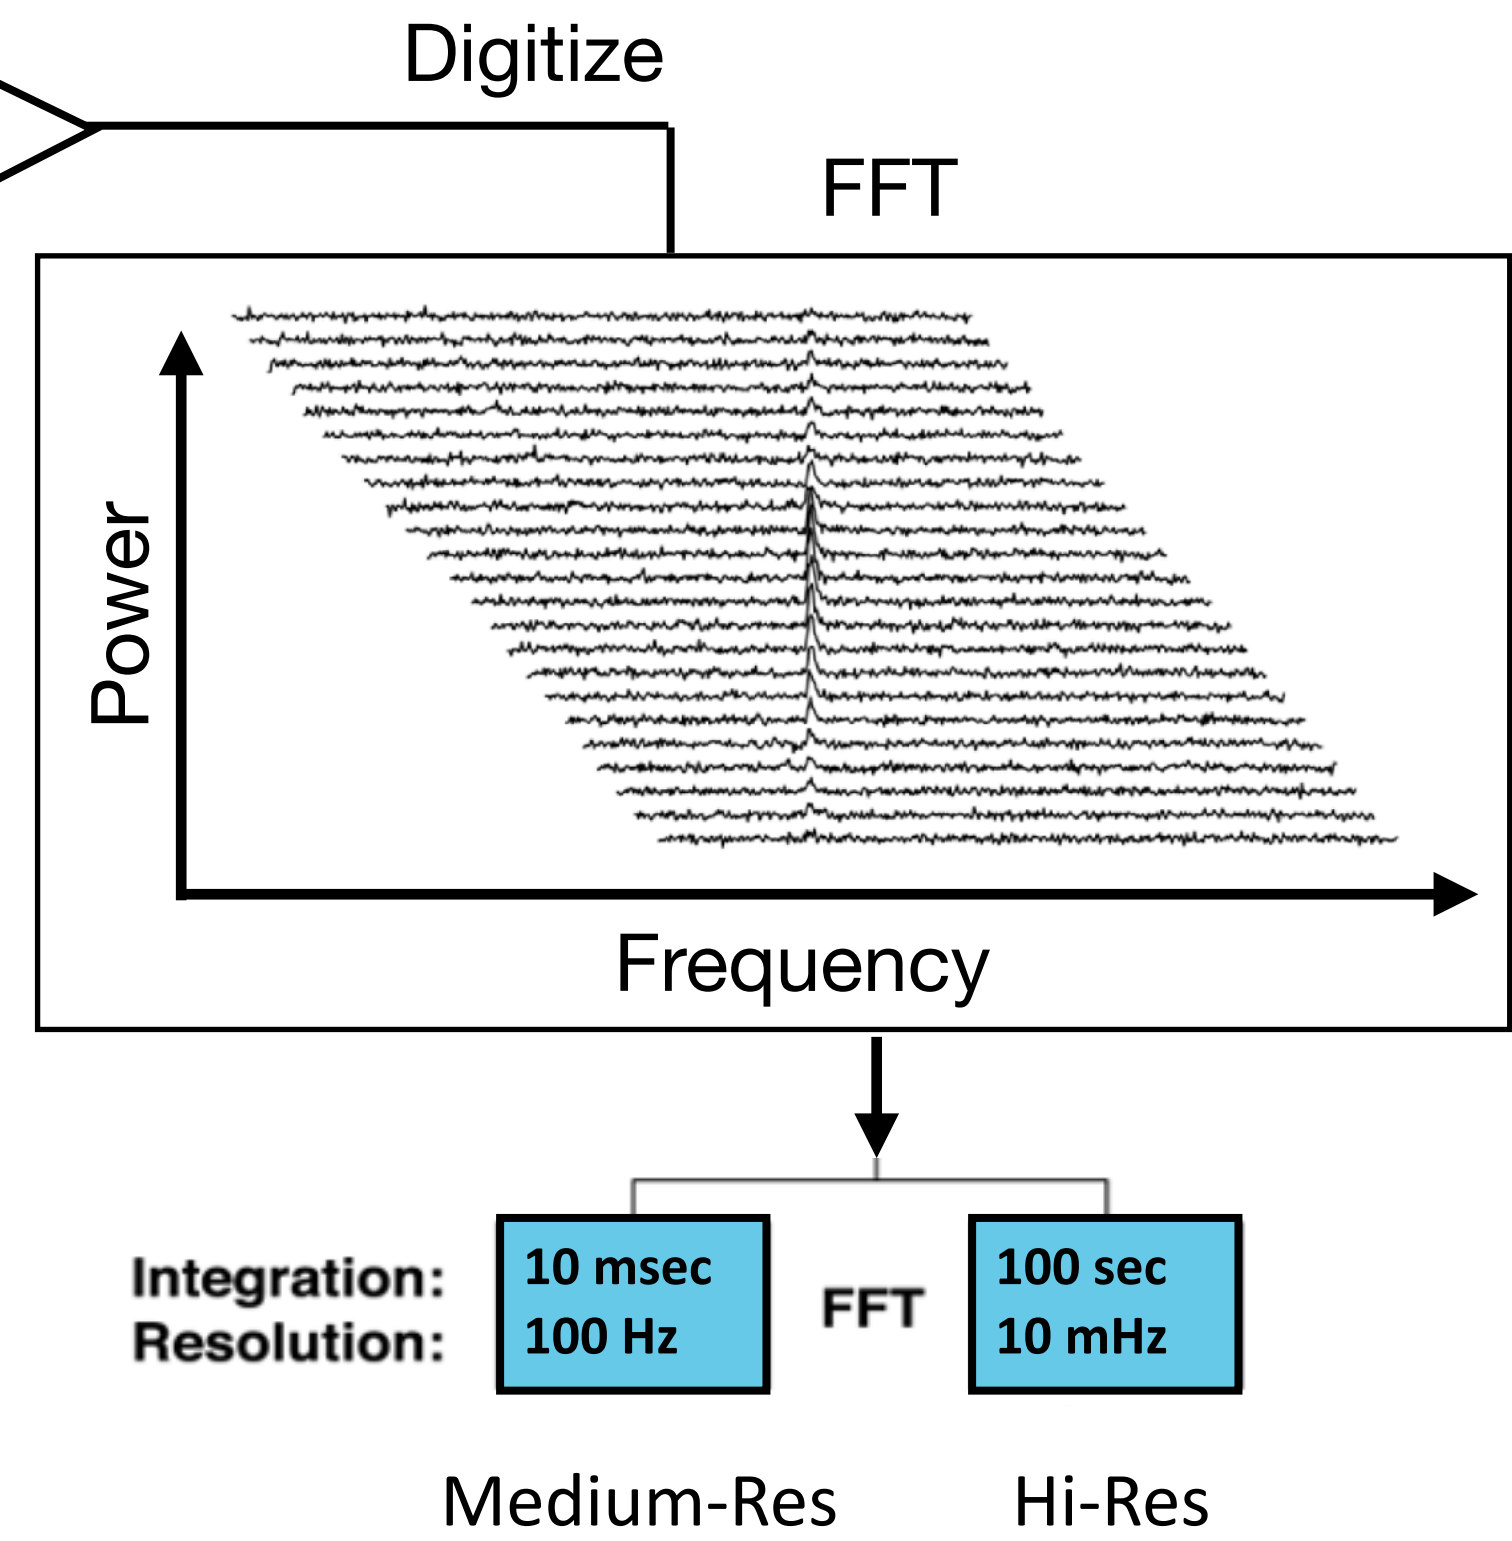 Digitize
FFT
Power
Frequency
Integration:
Resolution:
10 msec
100 Hz
FFT
100 sec
10 mHz
Medium-Res
Hi-Res